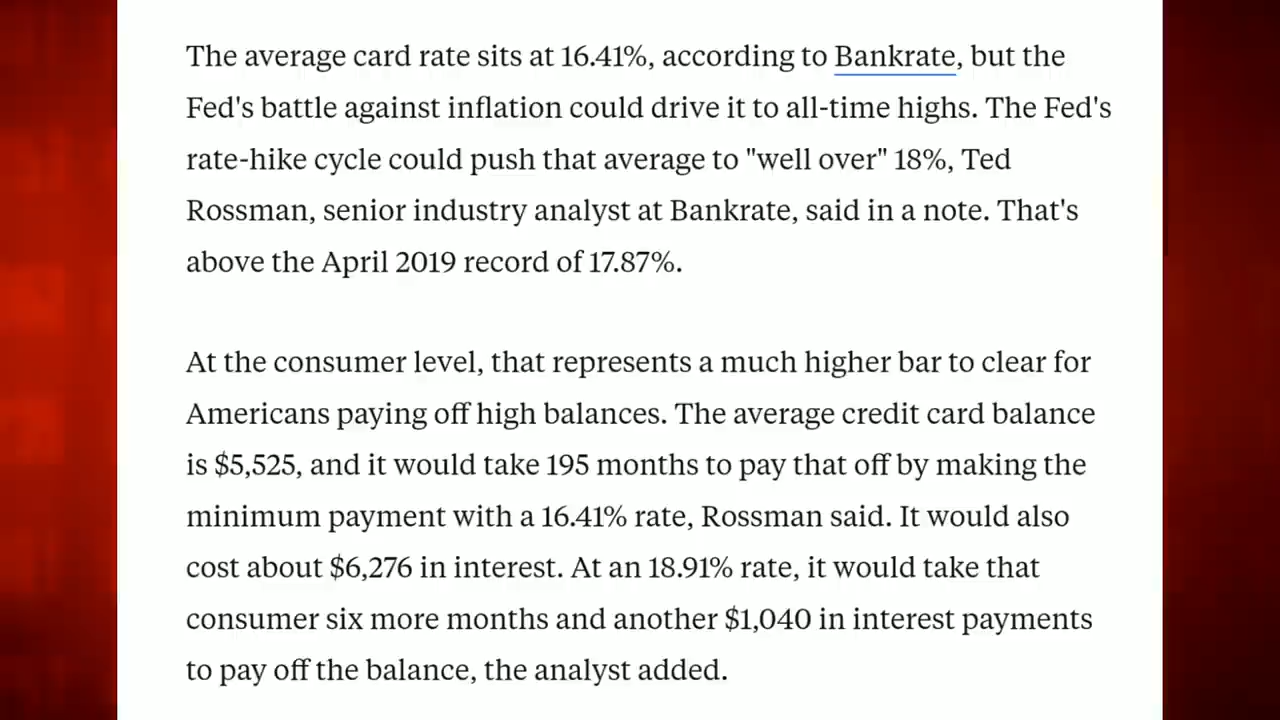 The average card rate sits at 16.41%, according to Bankrate, but the
Fed's battle against inflation could drive it to all-time highs. The Fed's
rate-hike cycle could push that average to "well over" 18%, Ted
Rossman, senior industry analyst at Bankrate, said in a note. That's
above the April 2019 record of 17.87%.
At the consumer level, that represents a much higher bar to clear for
Americans paying off high balances. The average credit card balance
is $5,525, and it would take 195 months to pay that off by making the
minimum payment with a 16.41% rate, Rossman said. It would also
cost about $6,276 in interest. At an 18.91% rate, it would take that
consumer six more months and another $1,040 in interest payments
to pay off the balance, the analyst added.